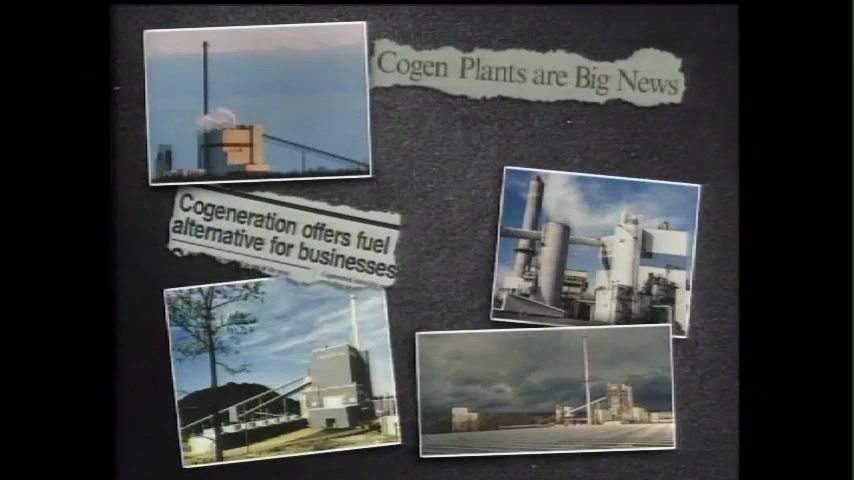 Cogen Plants are Big News
Cogeneration offers fuel
alternative for businesses